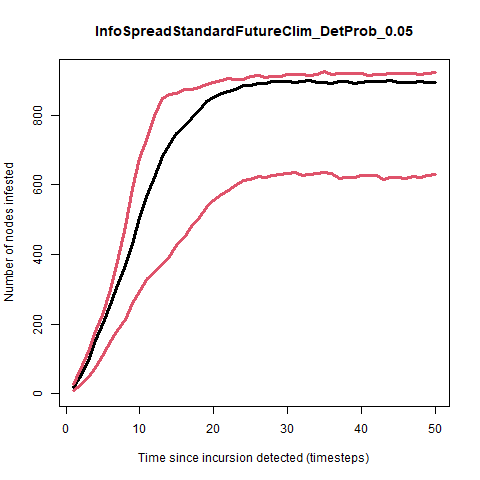 InfoSpreadStandardFutureClim_DetProb_0.05
Number of nodes infested
800
600
400
200
0
0 10 20 30 40 50
Time since incursion detected (timesteps)